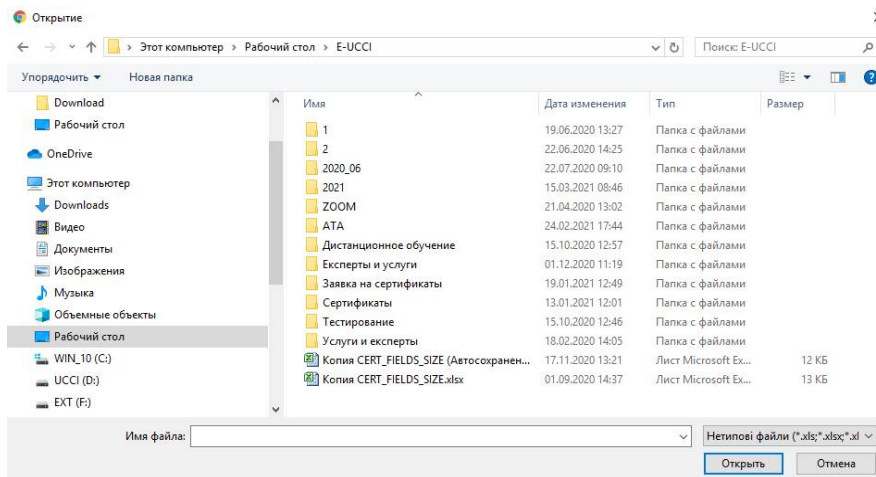 Открытие
Этот компьютер > Рабочий стол > E-UCCI
Поиск: E-UCCI
Упорядочить Новая папка
Download
Рабочий стол
OneDrive
Этот компьютер
Downloads
Видео
Документы
Изображения
Музыка
Объемные объекты
Рабочий стол
WIN_10 (C:)
UCCI (D:)
EXT (F:)
Имя Дата изменения Тип Размер
1 19.06.2020 13:27 Папка с файлами
2 22.06.2020 14:25 Папка с файлами
2020_06 22.07.2020 09:10 Папка с файлами
2021 15.03.2021 08:46 Папка с файлами
ZOOM 21.04.2020 13:02 Папка с файлами
АТА 24.02.2021 17:44 Папка с файлами
Дистанционное обучение 15.10.2020 12:57 Папка с файлами
Експерты и услуги 01.12.2020 11:19 Папка с файлами
Заявка на сертификаты 19.01.2021 12:49 Папка с файлами
Сертификаты 13.01.2021 12:01 Папка с файлами
Тестирование 15.10.2020 12:46 Папка с файлами
Услуги и експерты 18.02.2020 14:05 Папка с файлами
Копия CERT_FIELDS_SIZE (Автосохранен... 17.11.2020 13:21 Лист Microsoft Ex... 12 КБ
Копия CERT_FIELDS_SIZE.xlsx 01.09.2020 14:37 Лист Microsoft Ex... 13 КБ
Имя файла:
Нетипові файли (*.xls;*.xlsx;*.xl
Открыть Отмена